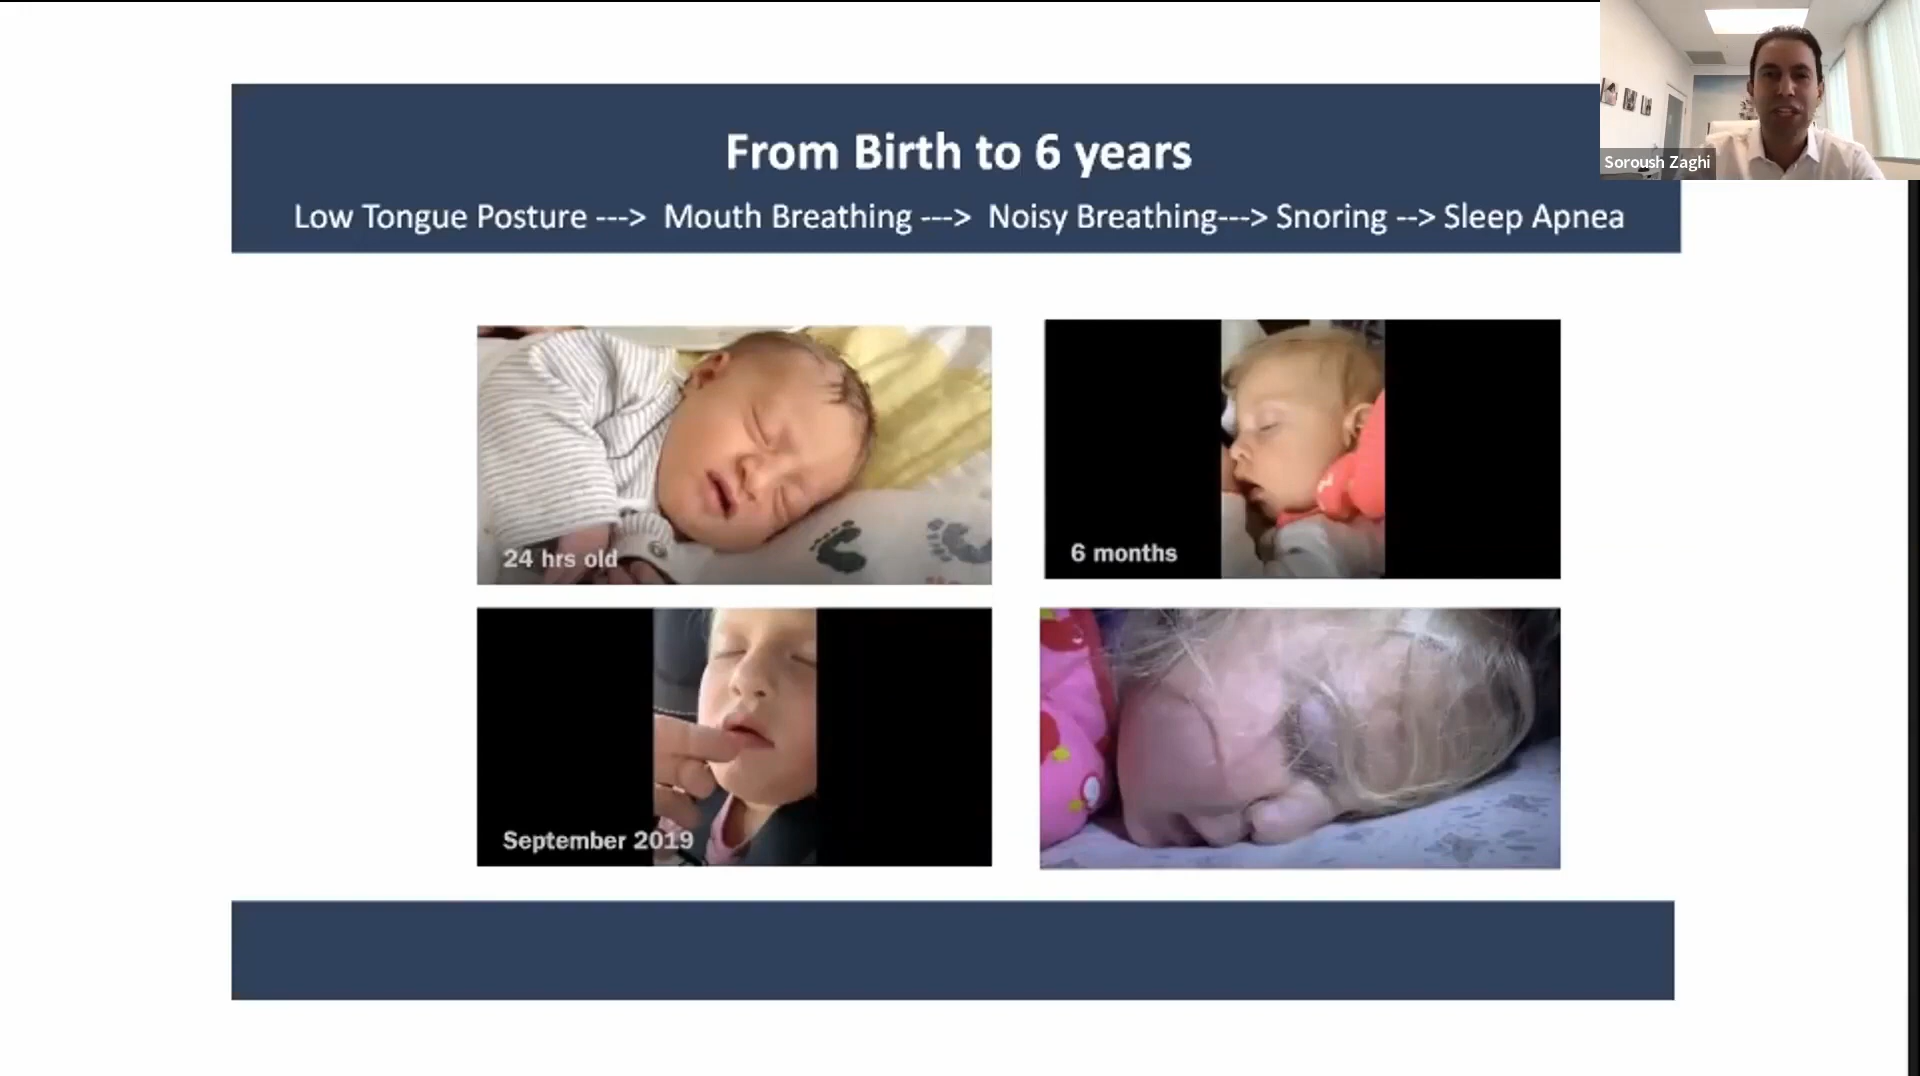 From Birth to 6 years
Soroush Zaghi
Low Tongue Posture ---> Mouth Breathing ---> Noisy Breathing---> Snoring --> Sleep Apnea
24 hrs old
6 months
September 2019